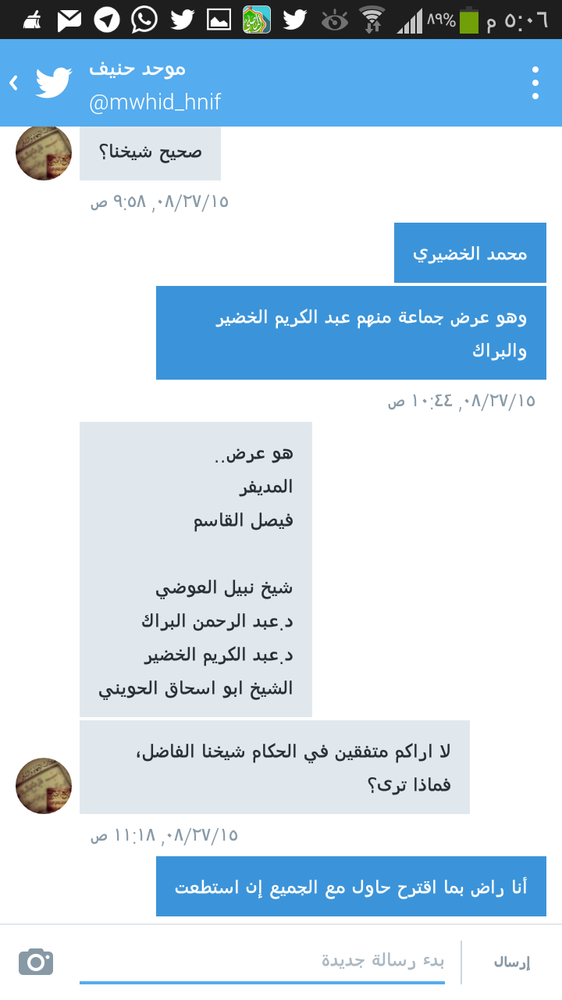 ٥:٠٦ م
٨٩%
موحد حنيف
@mwhid_hnif
صحيح شيخنا؟
٠٨/٢٧/١٥, ٩:٥٨ ص
محمد الخضيري
وهو عرض جماعة منهم عبد الكريم الخضير
والبراك
٠٨/٢٧/١٥, ١٠:٤٤ ص
هو عرض..
المديفر
فيصل القاسم
شيخ نبيل العوضي
د.عبد الرحمن البراك
د.عبد الكريم الخضير
الشيخ ابو اسحاق الحويني
لا اراكم متفقين في الحكام شيخنا الفاضل،
فماذا ترى؟
٠٨/٢٧/١٥, ١١:١٨ ص
أنا راض بما اقترح حاول مع الجميع إن استطعت
بدء رسالة جديدة
إرسال